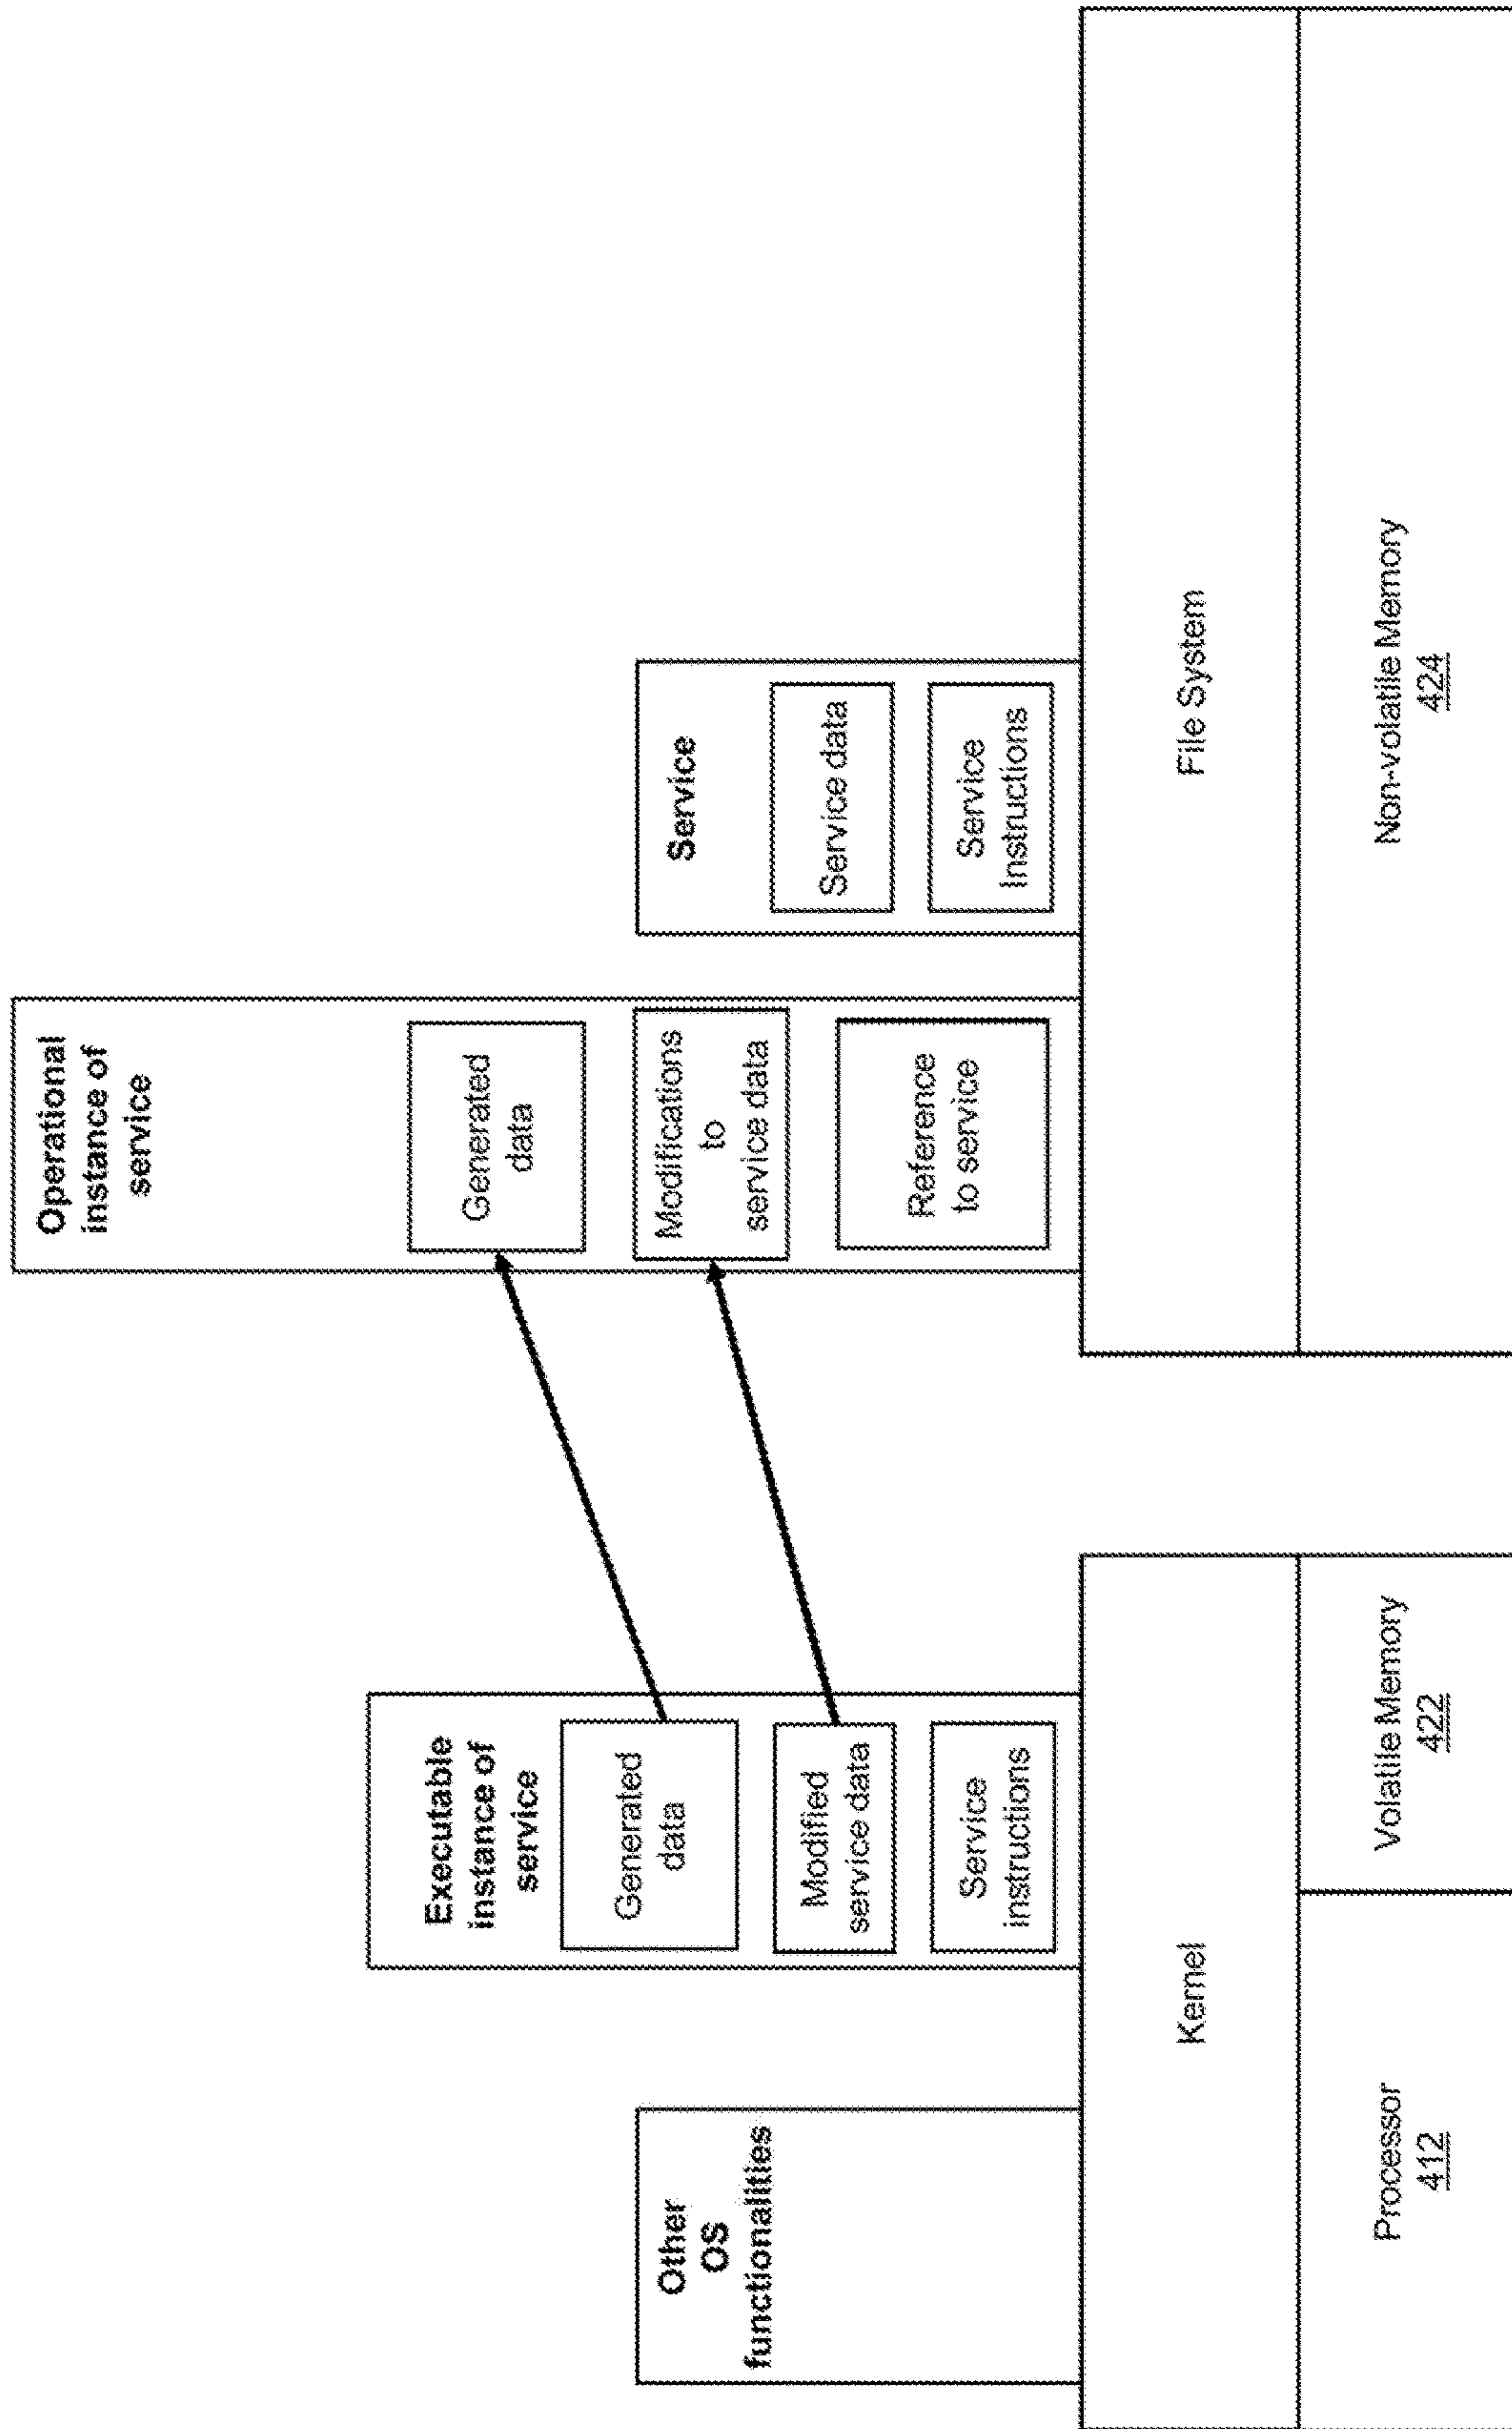 Other
OS
functionalities
Executable
instance of
service
Generated
data
Modified
service data
Service
instructions
Kernel
Processor
412
Volatile Memory
422
Operational
instance of
service
Generated
data
Modifications
to
service data
Reference
to service
Service
Service data
Service
Instructions
File System
Non-volatile Memory
424